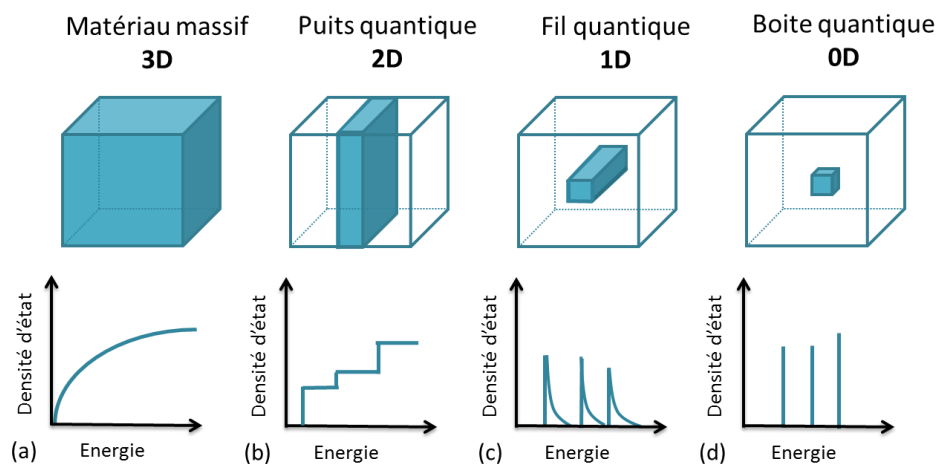 Matériau massif
3D
Puits quantique
2D
Fil quantique
1D
Boite quantique
0D
Densité d'état
Energie
(a)
Densité d'état
Energie
(b)
Densité d'état
Energie
(c)
Densité d'état
Energie
(d)